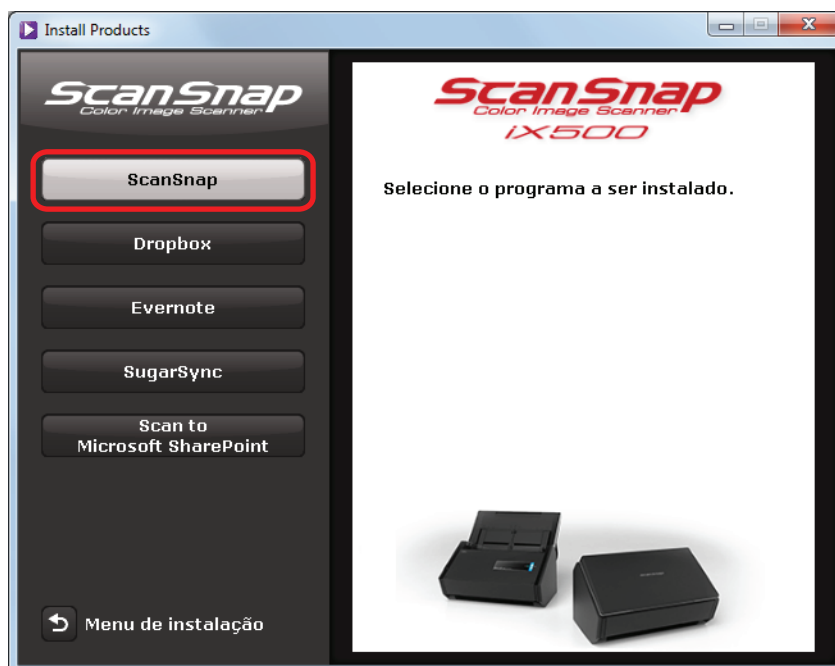 Install Products
ScanSnap
Color Image Scanner
ScanSnap
Dropbox
Evernote
SugarSync
Scan to
Microsoft SharePoint
Menu de instalação
ScanSnap
Color Image Scanner
iX500
Selecione o programa a ser instalado.